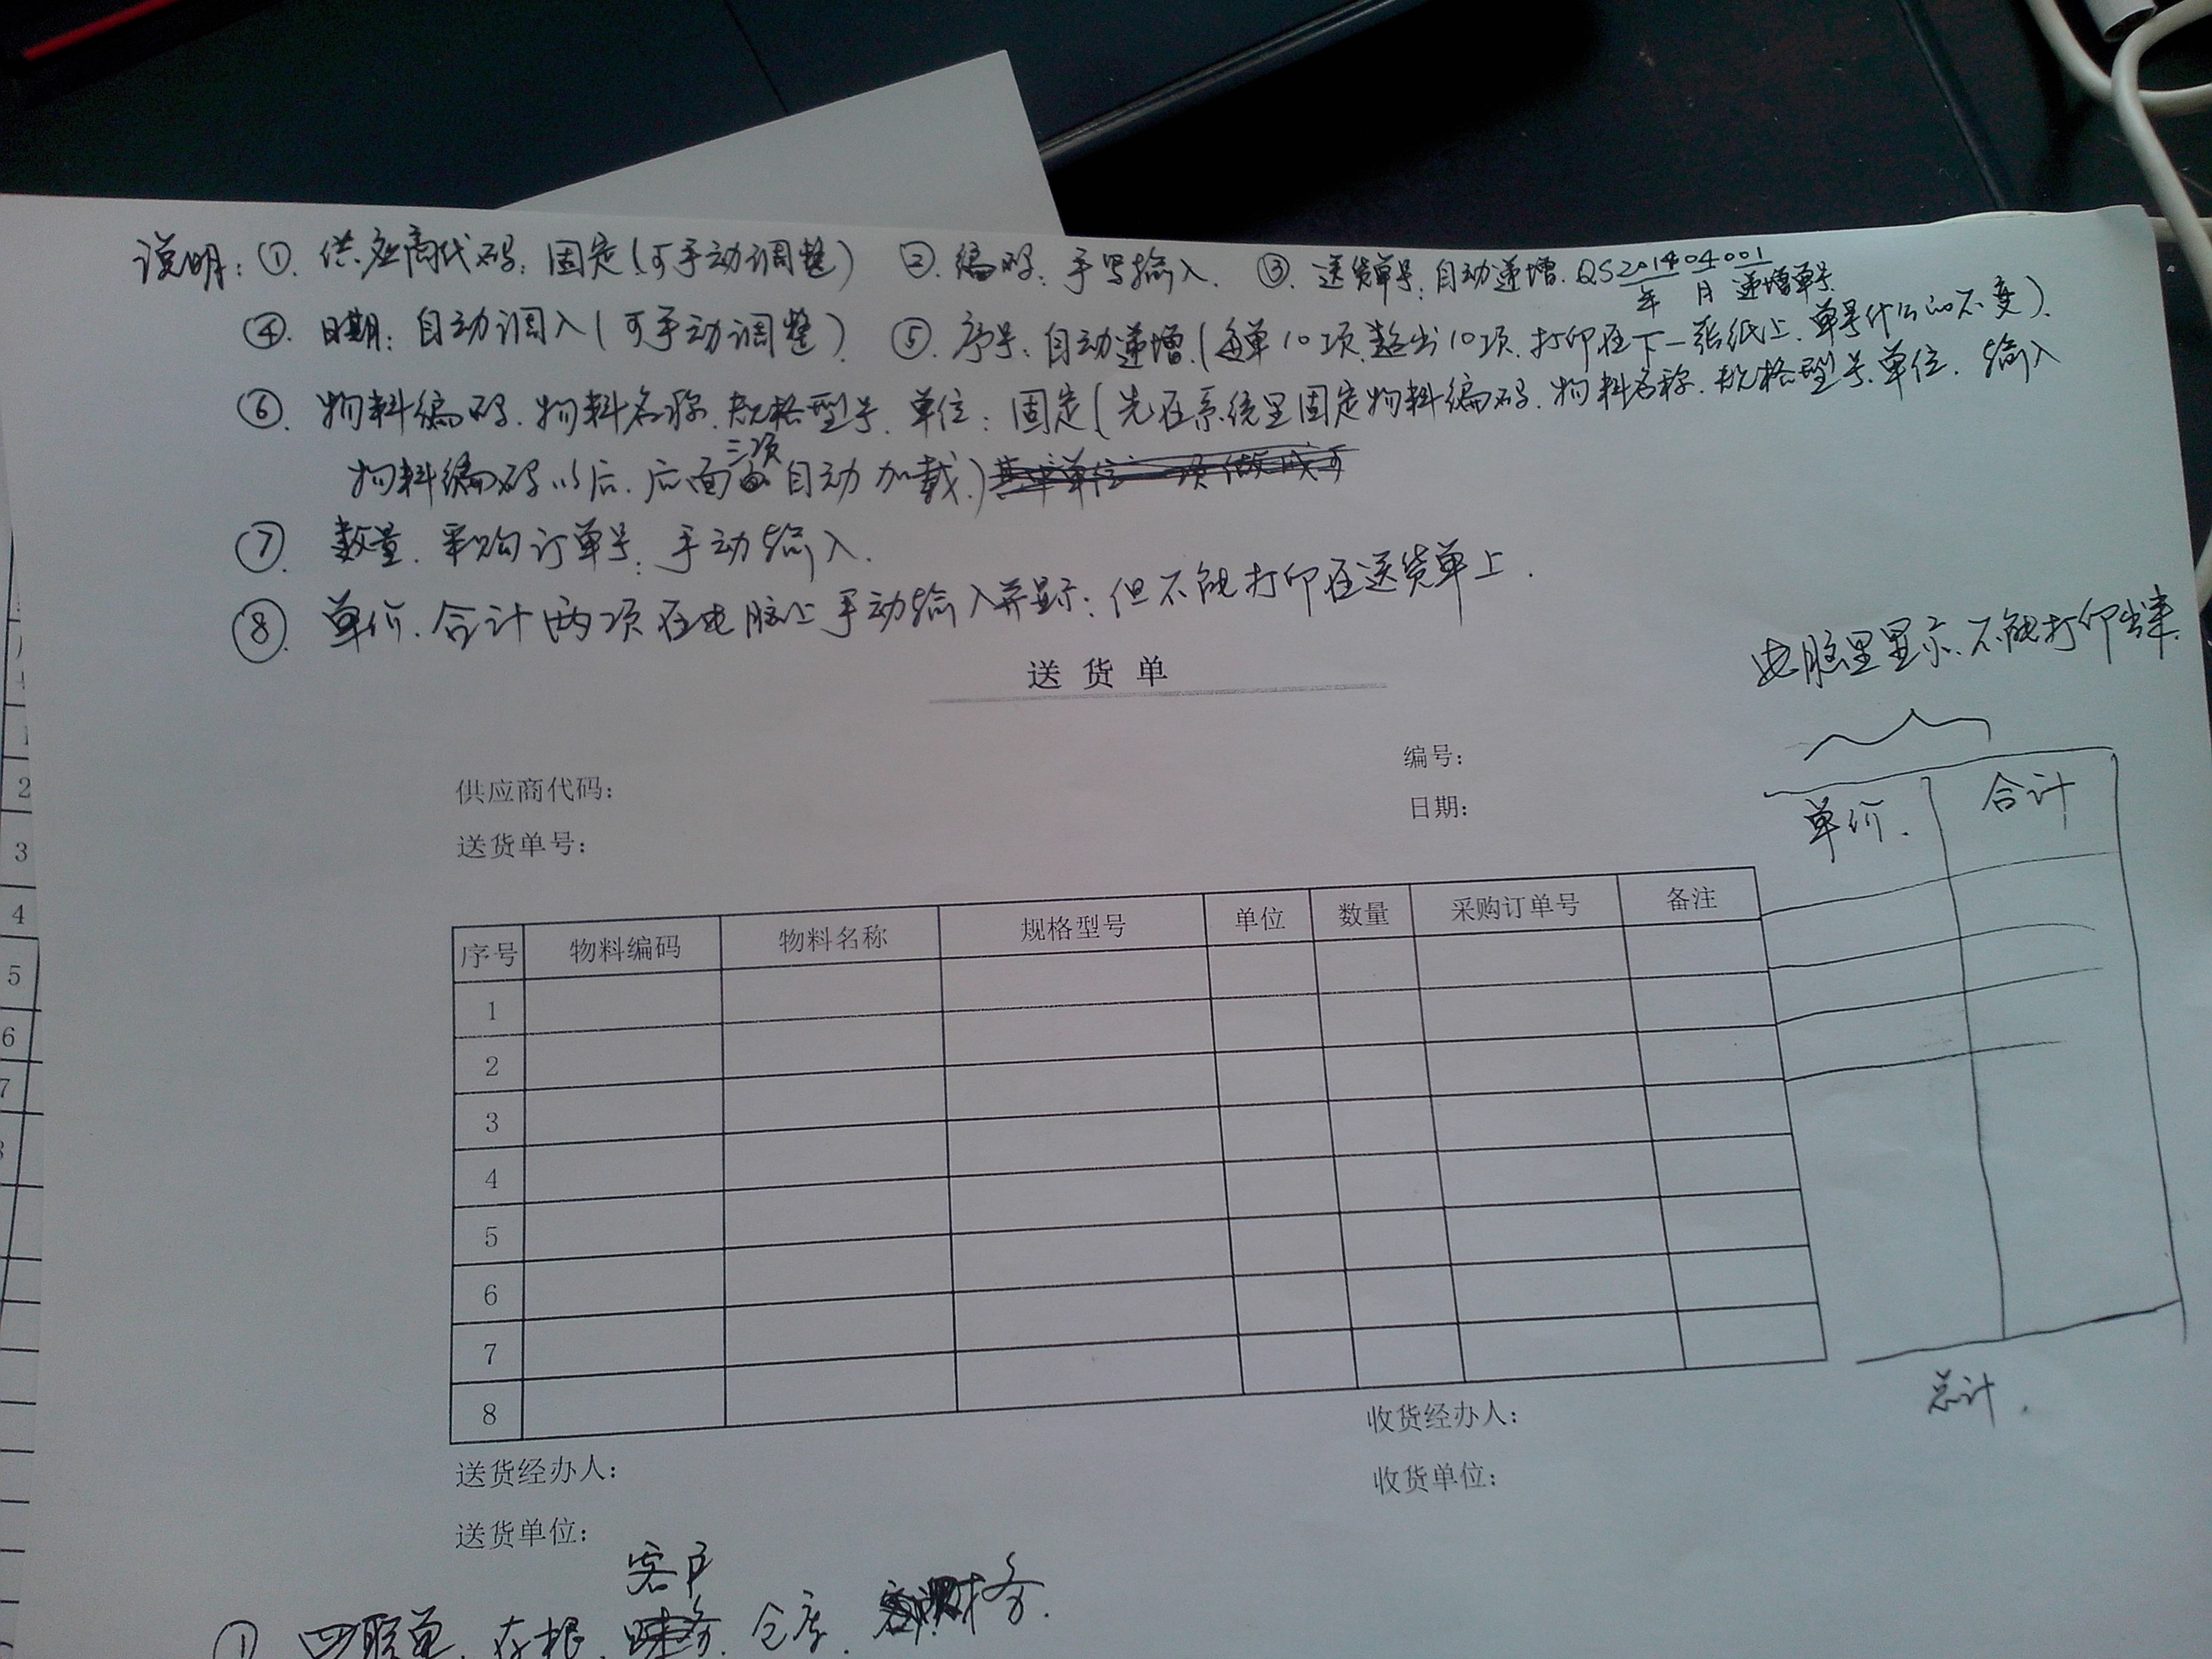 说明：①. 供应商代码：固定（可手动调整） ②. 编码：手写输入. ③. 送货单号：自动递增. QS201404001
年 月 递增单号
④. 日期：自动调入（可手动调整） ⑤. 序号：自动递增.（每单10项.超出10项.打印在下一张纸上.单号什么的不变）.
⑥ 物料编码.物料名称.规格型号.单位：固定（先在系统里固定物料编码.物料名称.规格型号.单位.输入
三项
物料编码以后.后面自动加载.）
⑦. 数量.采购订单号：手动输入.
⑧. 单价.合计两项在电脑上手动输入并显示：但不能打印在送货单上.
电脑里显示.不能打印出来.
送货单
编号：
供应商代码：
日期：
送货单号：
单价. 合计
序号 物料编码 物料名称 规格型号 单位 数量 采购订单号 备注
1
2
3
4
5
6
7
8
总计.
收货经办人：
送货经办人：
收货单位：
送货单位：
客户
① 四联单.存根. 仓库. 财务.
2
3
4
5
6
7